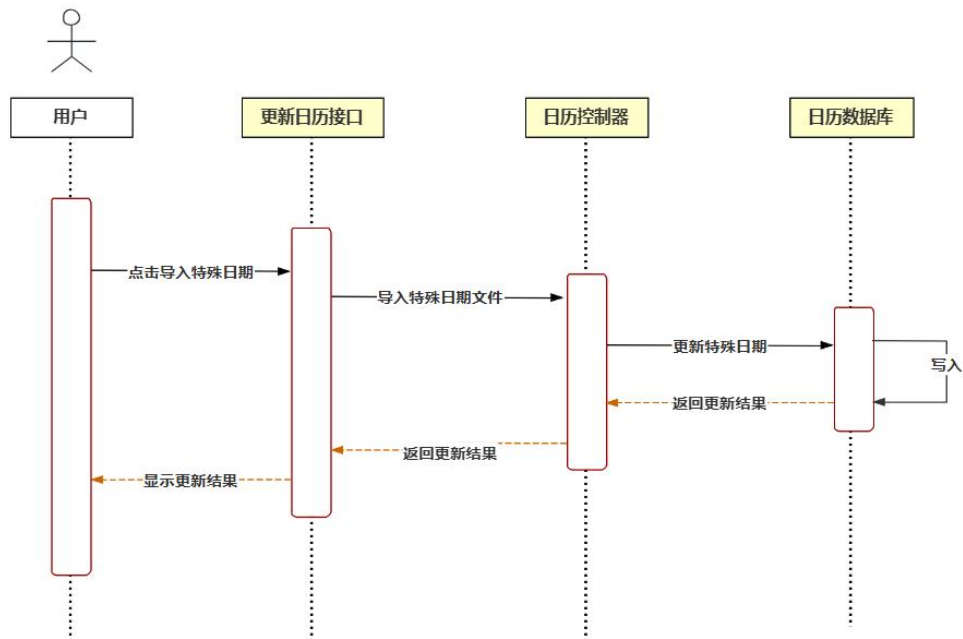 用户
更新日历接口
日历控制器
日历数据库
点击导入特殊日期
导入特殊日期文件
更新特殊日期
写入
返回更新结果
返回更新结果
显示更新结果